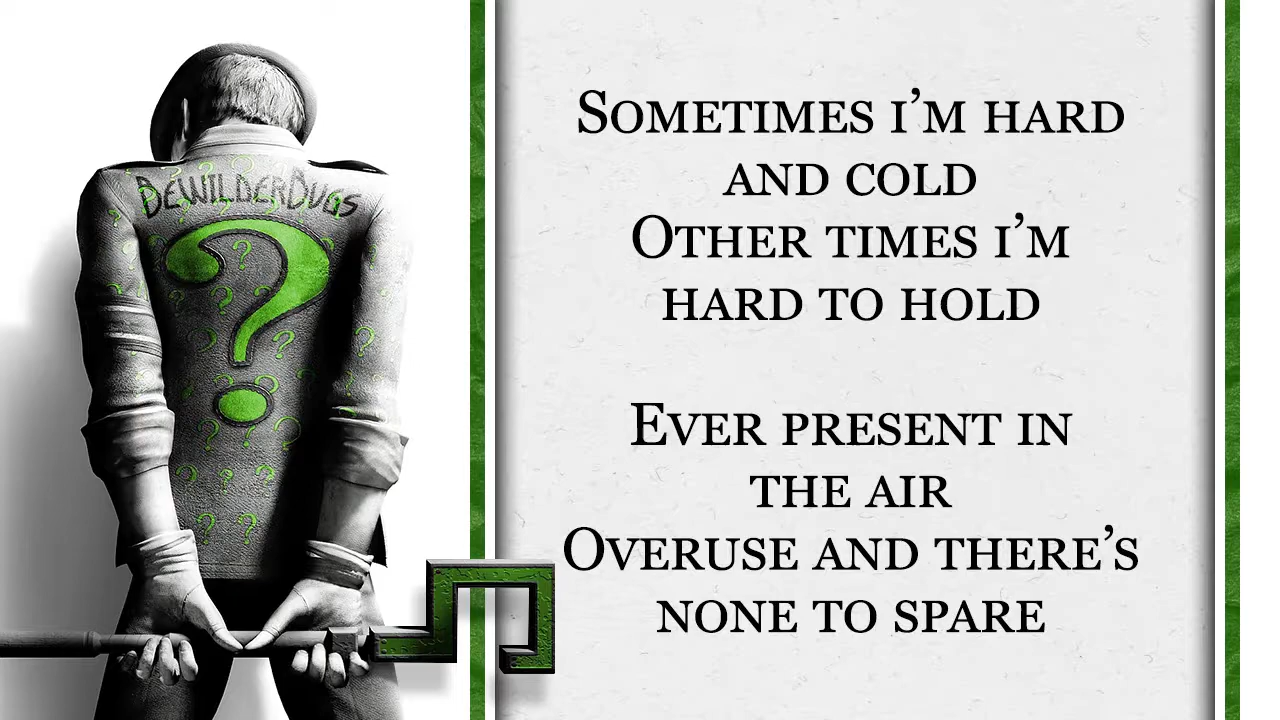 BewilderBugs
?
Sometimes i’m hard
and cold
Other times i’m
hard to hold
Ever present in
the air
Overuse and there’s
none to spare